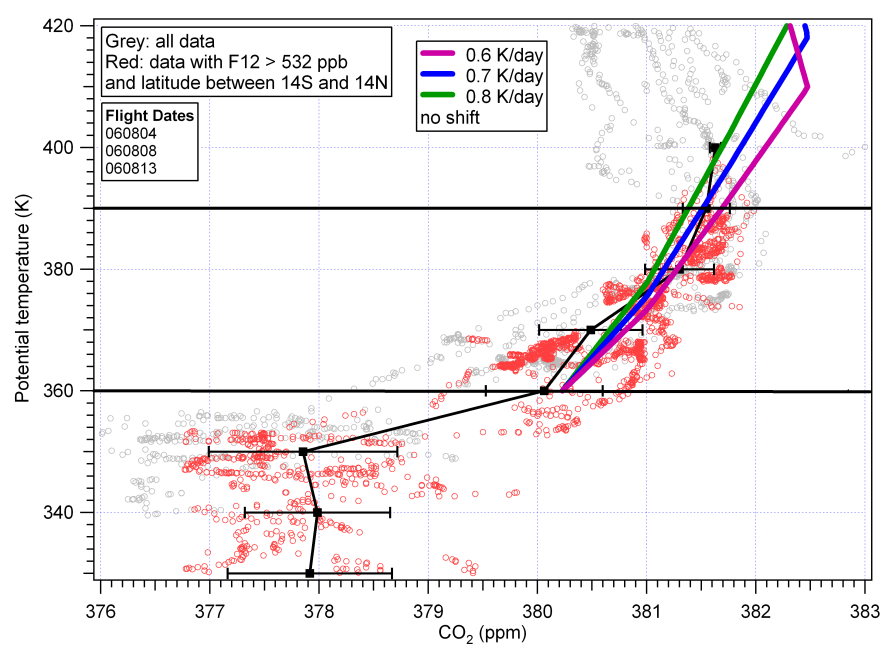 420
400
380
360
340
Potential temperature (K)
Grey: all data
Red: data with F12 > 532 ppb
and latitude between 14S and 14N
Flight Dates
060804
060808
060813
0.6 K/day
0.7 K/day
0.8 K/day
no shift
376 377 378 379 380 381 382 383
CO₂ (ppm)